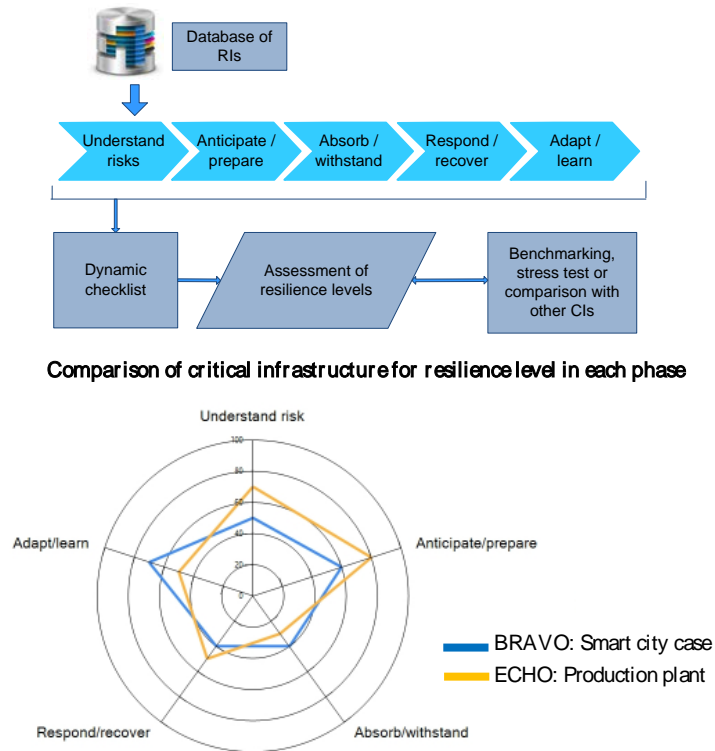 Database of
RIs
Understand
risks
Anticipate /
prepare
Absorb /
withstand
Respond /
recover
Adapt /
learn
Dynamic
checklist
Assessment of
resilience levels
Benchmarking,
stress test or
comparison with
other CIs
Comparison of critical infrastructure for resilience level in each phase
Understand risk
100
80
60
40
20
0
Adapt/learn
Anticipate/prepare
BRAVO: Smart city case
ECHO: Production plant
Respond/recover
Absorb/withstand